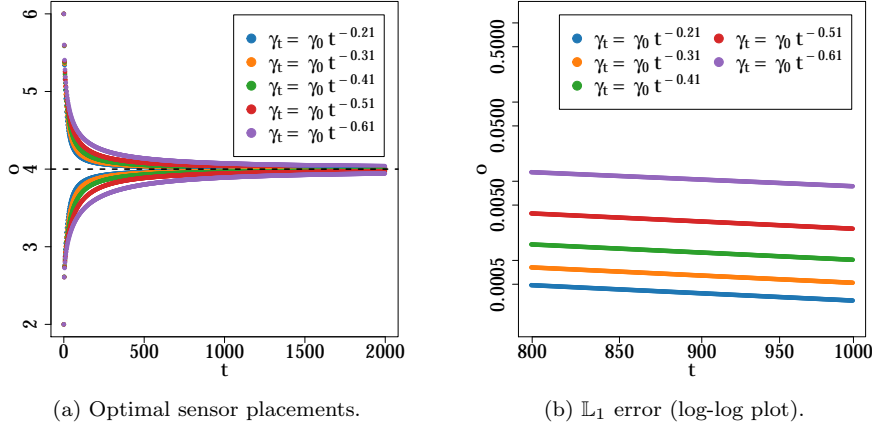 6
5
4
3
2
o
γt = γ0 t^−0.21
γt = γ0 t^−0.31
γt = γ0 t^−0.41
γt = γ0 t^−0.51
γt = γ0 t^−0.61
0 500 1000 1500 2000
t
(a) Optimal sensor placements.
0.5000
0.0500
0.0050
0.0005
o
γt = γ0 t^−0.21 γt = γ0 t^−0.51
γt = γ0 t^−0.31 γt = γ0 t^−0.61
γt = γ0 t^−0.41
800 850 900 950 1000
t
(b) 𝕃1 error (log-log plot).